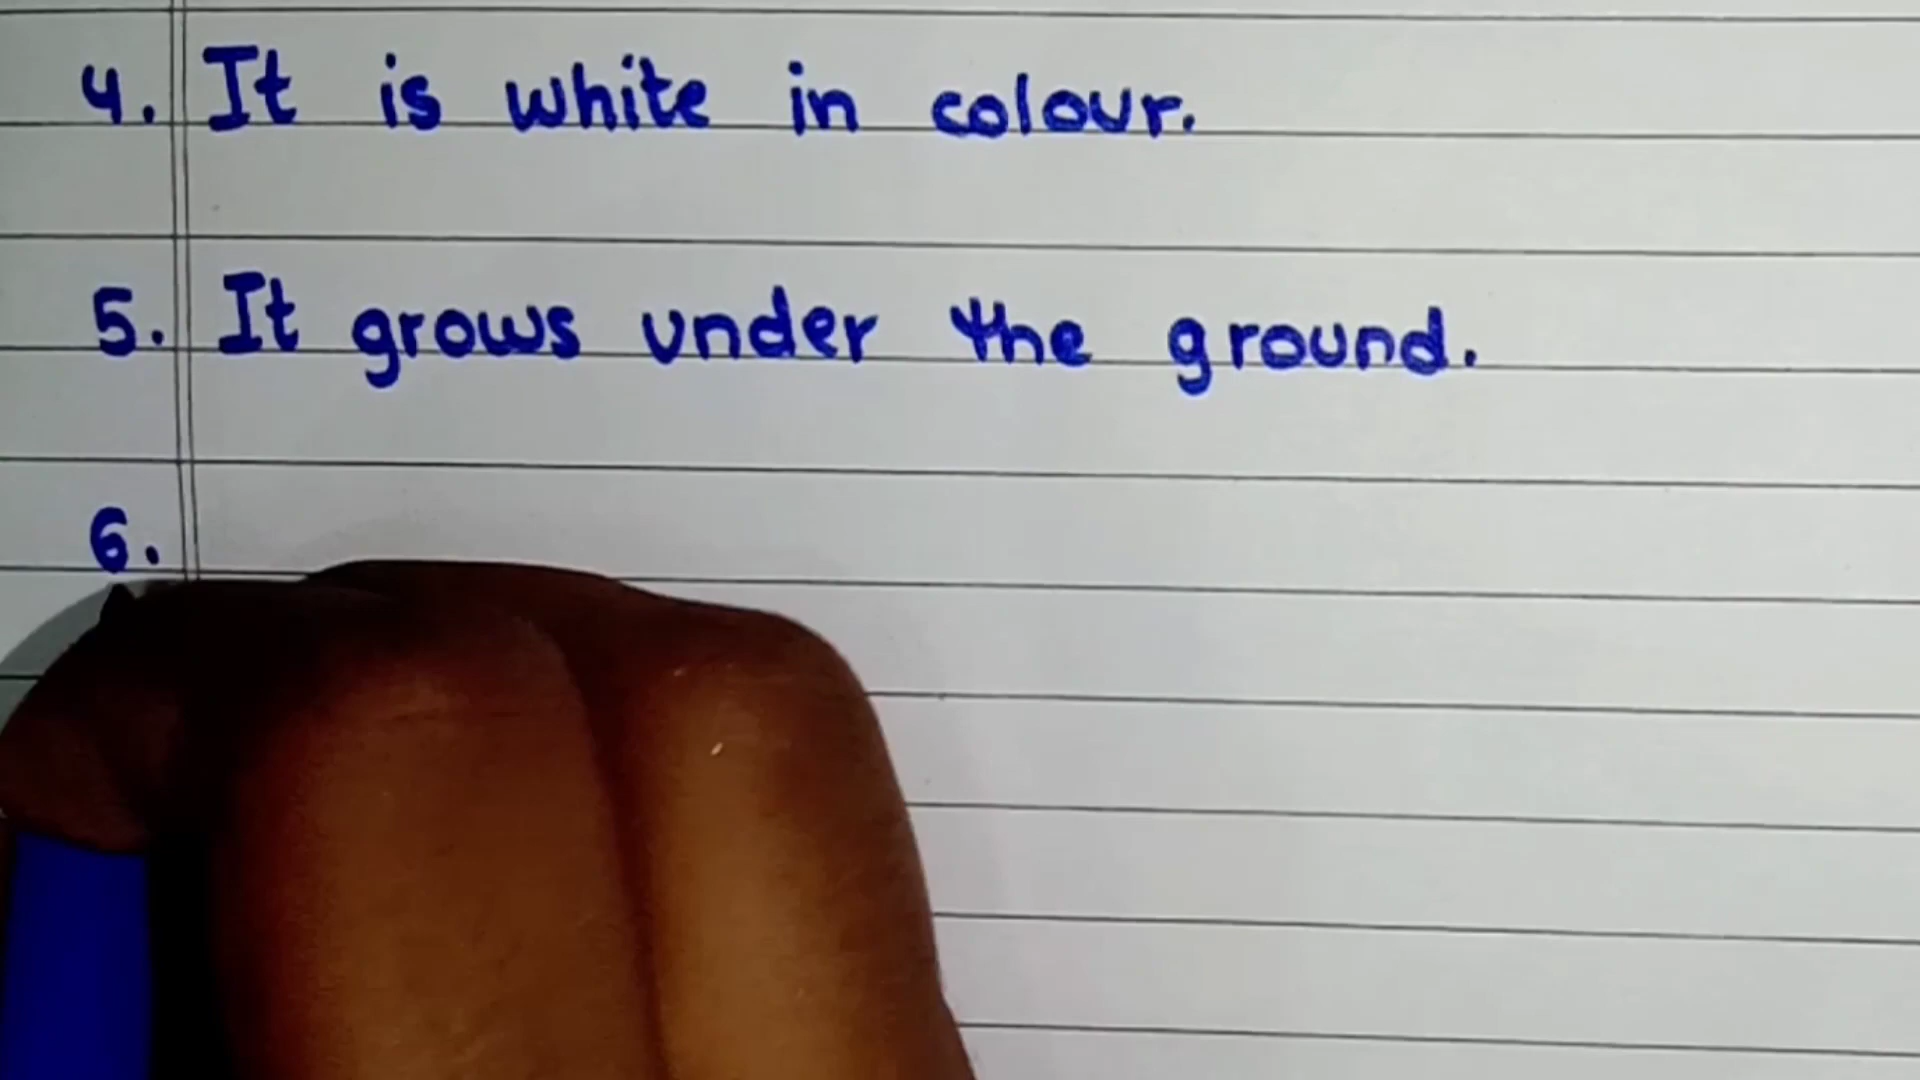 4. It is white in colour.
5. It grows under the ground.
6.